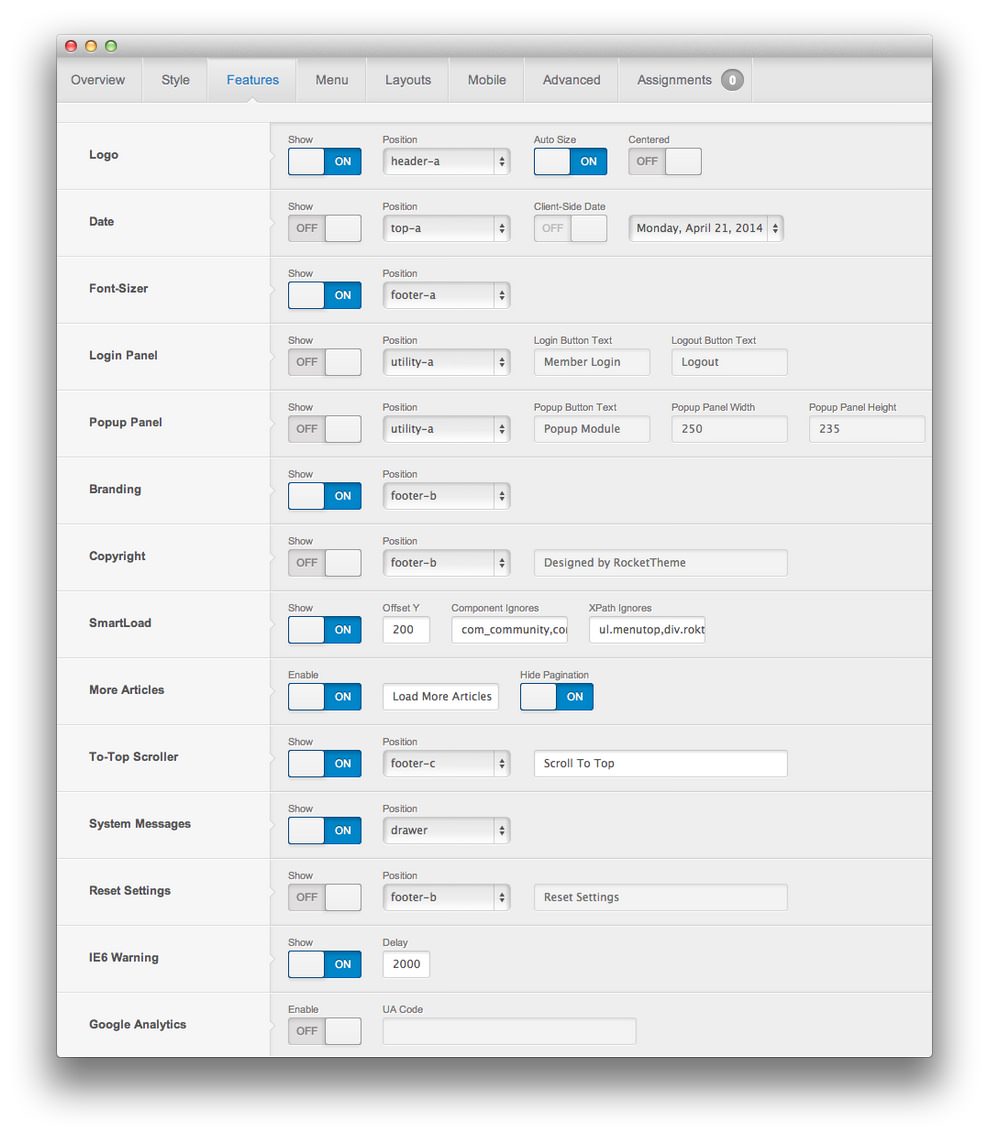 Overview Style Features Menu Layouts Mobile Advanced Assignments 0
Show Position Auto Size Centered
Logo ON header-a ON OFF
Show Position Client-Side Date
Date OFF top-a OFF Monday, April 21, 2014
Show Position
Font-Sizer ON footer-a
Show Position Login Button Text Logout Button Text
Login Panel OFF utility-a Member Login Logout
Show Position Popup Button Text Popup Panel Width Popup Panel Height
Popup Panel OFF utility-a Popup Module 250 235
Show Position
Branding ON footer-b
Show Position
Copyright OFF footer-b Designed by RocketTheme
Show Offset Y Component Ignores XPath Ignores
SmartLoad ON 200 com_community,co ul.menutop,div.rokt
Enable Hide Pagination
More Articles ON Load More Articles ON
Show Position
To-Top Scroller ON footer-c Scroll To Top
Show Position
System Messages ON drawer
Show Position
Reset Settings OFF footer-b Reset Settings
Show Delay
IE6 Warning ON 2000
Enable UA Code
Google Analytics OFF